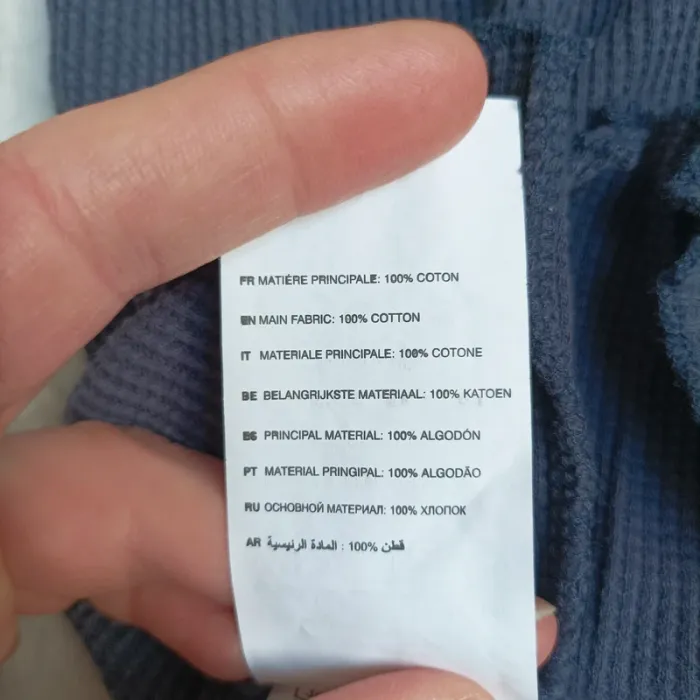 FR MATIÈRE PRINCIPALE: 100% COTON
EN MAIN FABRIC: 100% COTTON
IT MATERIALE PRINCIPALE: 100% COTONE
BE BELANGRIJKSTE MATERIAAL: 100% KATOEN
ES PRINCIPAL MATERIAL: 100% ALGODÓN
PT MATERIAL PRINGIPAL: 100% ALGODÃO
RU ОСНОВНОЙ МАТЕРИАЛ: 100% ХЛОПОК
AR المادة الرئيسية : 100% قطن